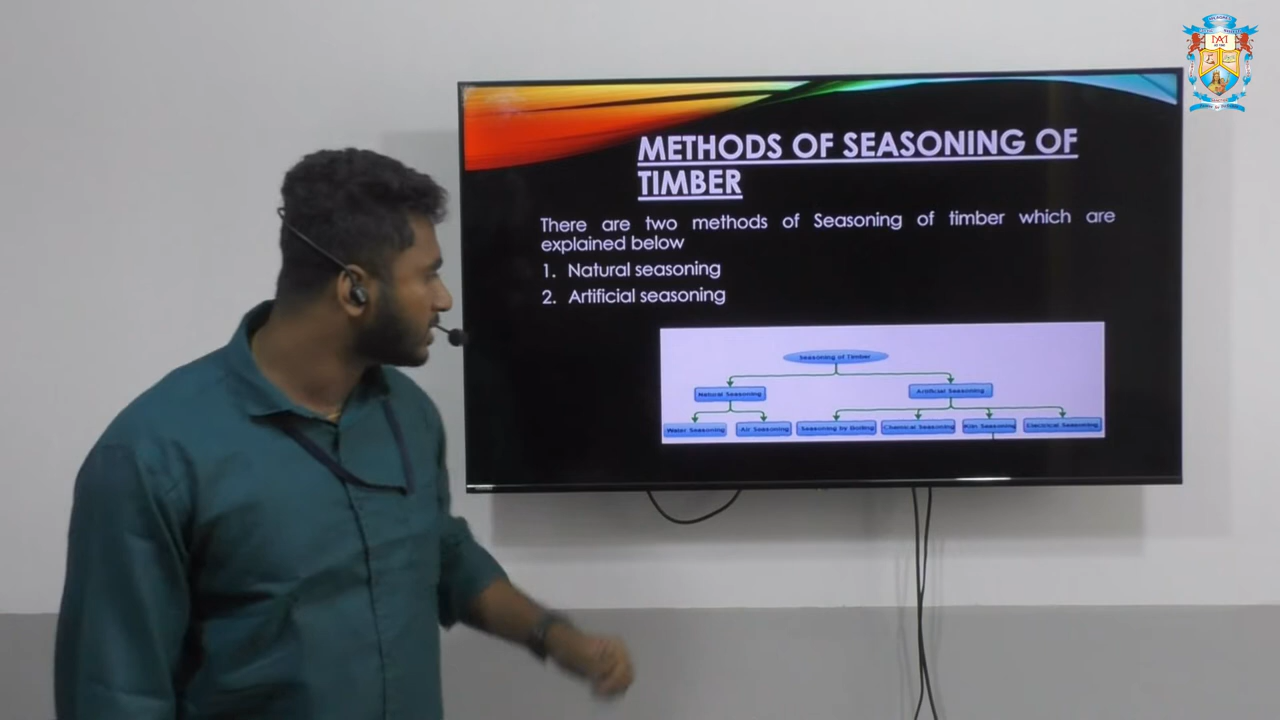 METHODS OF SEASONING OF
TIMBER
There are two methods of Seasoning of timber which are
explained below
1. Natural seasoning
2. Artificial seasoning
Seasoning of Timber
Natural Seasoning
Artificial Seasoning
Water Seasoning
Air Seasoning
Seasoning by Boiling
Chemical Seasoning
Kiln Seasoning
Electrical Seasoning